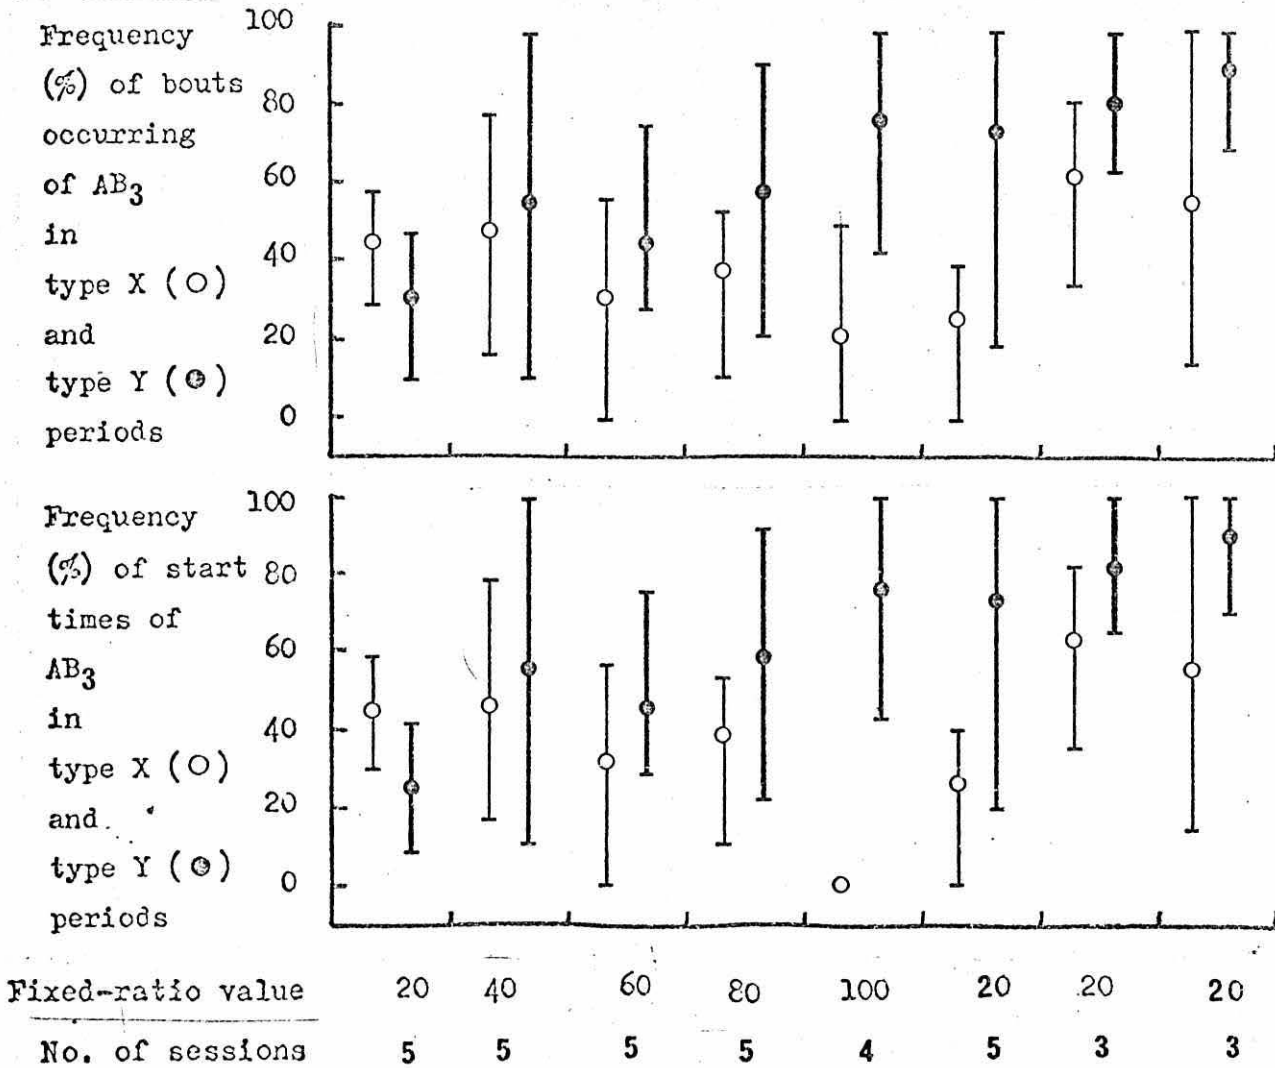 Frequency
(%) of bouts
occurring
of AB3
in
type X (○)
and
type Y (●)
periods
100
80
60
40
20
0
Frequency
(%) of start
times of
AB3
in
type X (○)
and
type Y (●)
periods
100
80
60
40
20
0
Fixed-ratio value 20 40 60 80 100 20 20 20
No. of sessions 5 5 5 5 4 5 3 3